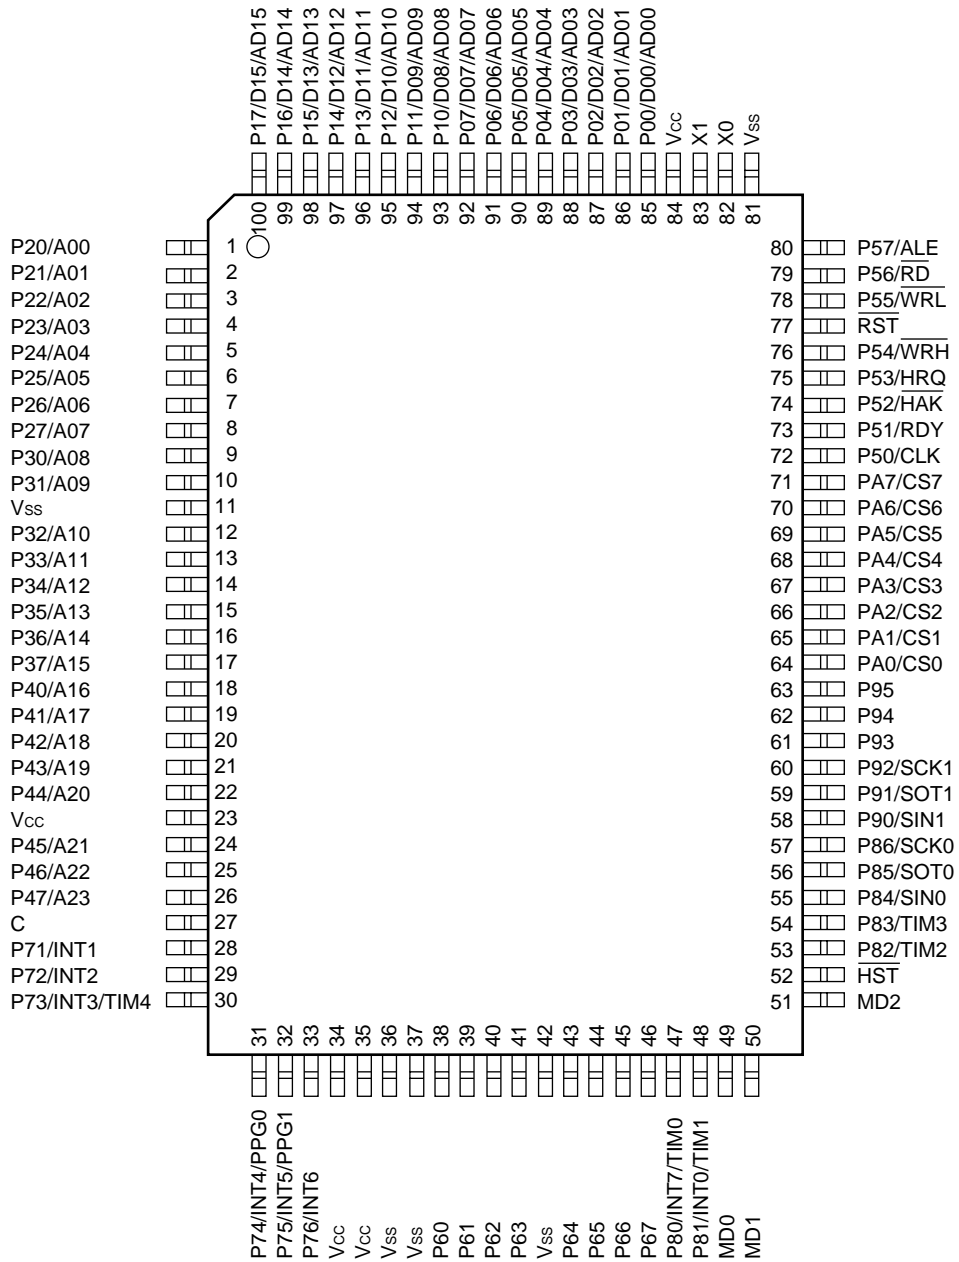 P17/D15/AD15
P16/D14/AD14
P15/D13/AD13
P14/D12/AD12
P13/D11/AD11
P12/D10/AD10
P11/D09/AD09
P10/D08/AD08
P07/D07/AD07
P06/D06/AD06
P05/D05/AD05
P04/D04/AD04
P03/D03/AD03
P02/D02/AD02
P01/D01/AD01
P00/D00/AD00
Vcc
X1
X0
Vss
100
99
98
97
96
95
94
93
92
91
90
89
88
87
86
85
84
83
82
81
P20/A00 1
P21/A01 2
P22/A02 3
P23/A03 4
P24/A04 5
P25/A05 6
P26/A06 7
P27/A07 8
P30/A08 9
P31/A09 10
Vss 11
P32/A10 12
P33/A11 13
P34/A12 14
P35/A13 15
P36/A14 16
P37/A15 17
P40/A16 18
P41/A17 19
P42/A18 20
P43/A19 21
P44/A20 22
Vcc 23
P45/A21 24
P46/A22 25
P47/A23 26
C 27
P71/INT1 28
P72/INT2 29
P73/INT3/TIM4 30
80 P57/ALE
79 P56/RD
78 P55/WRL
77 RST
76 P54/WRH
75 P53/HRQ
74 P52/HAK
73 P51/RDY
72 P50/CLK
71 PA7/CS7
70 PA6/CS6
69 PA5/CS5
68 PA4/CS4
67 PA3/CS3
66 PA2/CS2
65 PA1/CS1
64 PA0/CS0
63 P95
62 P94
61 P93
60 P92/SCK1
59 P91/SOT1
58 P90/SIN1
57 P86/SCK0
56 P85/SOT0
55 P84/SIN0
54 P83/TIM3
53 P82/TIM2
52 HST
51 MD2
31
32
33
34
35
36
37
38
39
40
41
42
43
44
45
46
47
48
49
50
P74/INT4/PPG0
P75/INT5/PPG1
P76/INT6
Vcc
Vcc
Vss
Vss
P60
P61
P62
P63
Vss
P64
P65
P66
P67
P80/INT7/TIM0
P81/INT0/TIM1
MD0
MD1